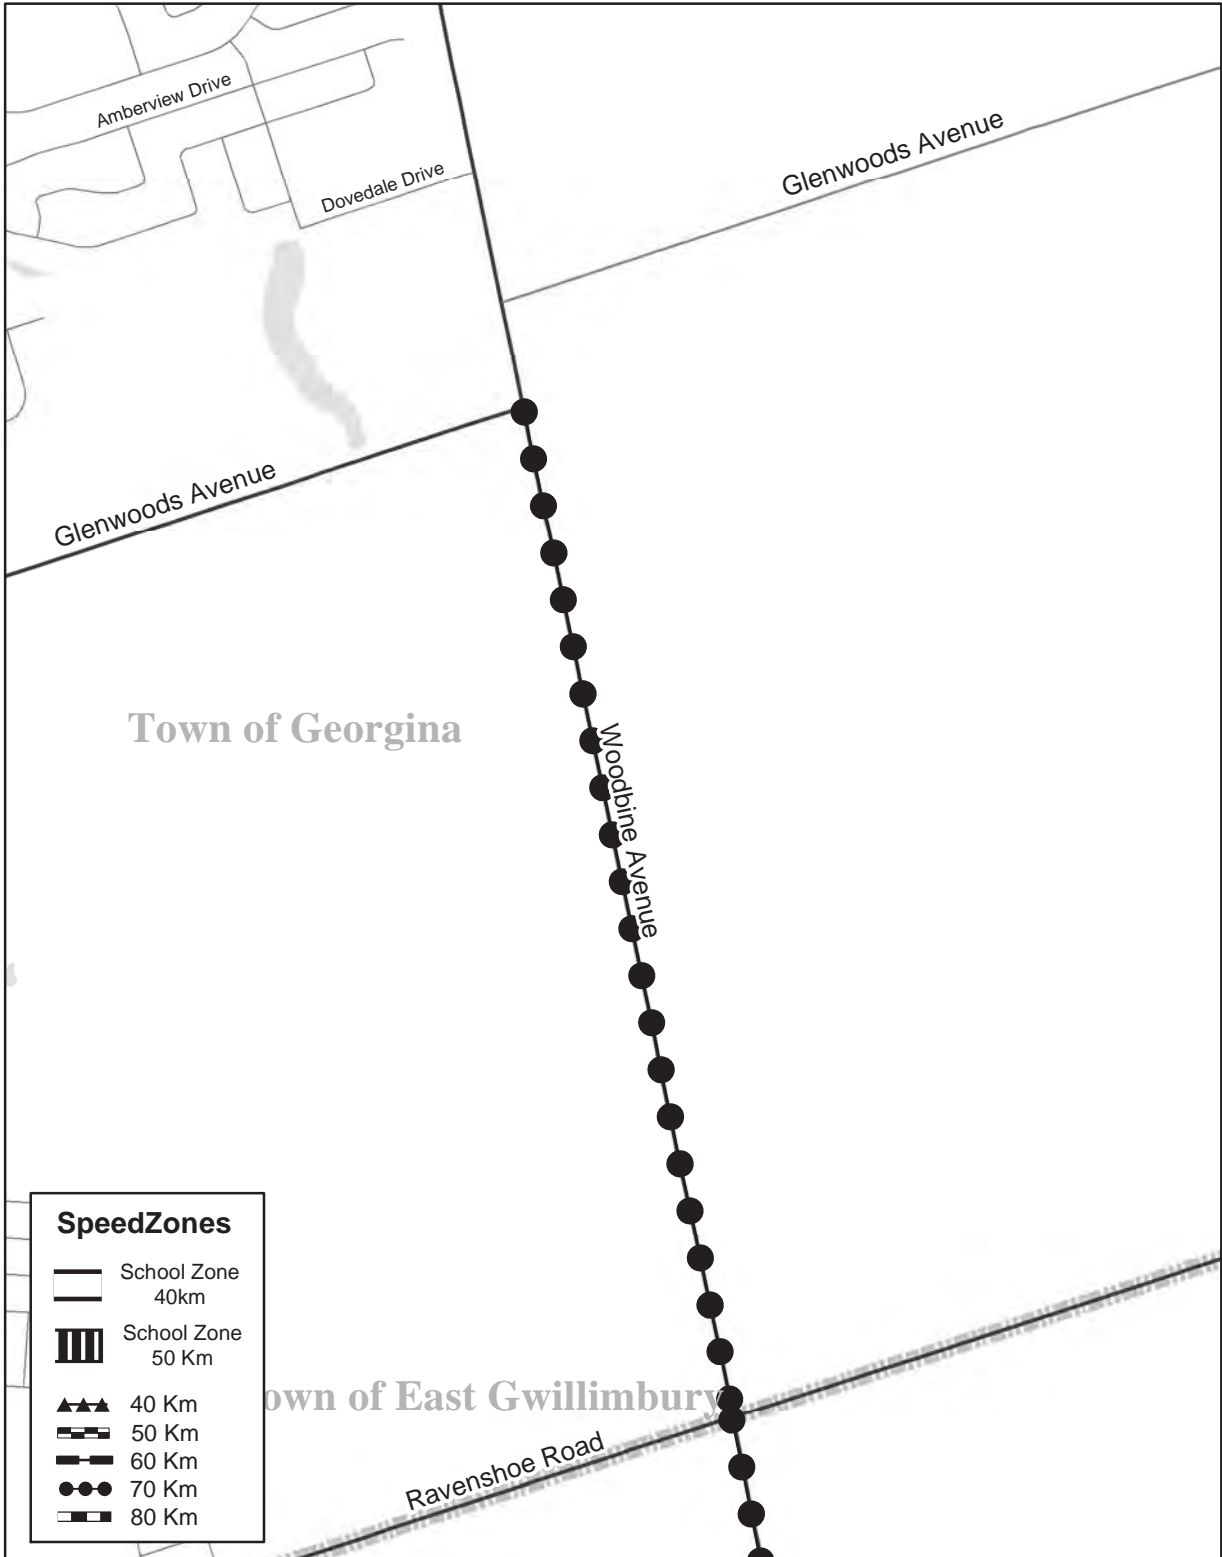 Amberview Drive
Glenwoods Avenue
Dovedale Drive
Glenwoods Avenue
Town of Georgina
Woodbine Avenue
SpeedZones
School Zone
40km
School Zone
50 Km
40 Km
50 Km
60 Km
70 Km
80 Km
own of East Gwillimbury
Ravenshoe Road